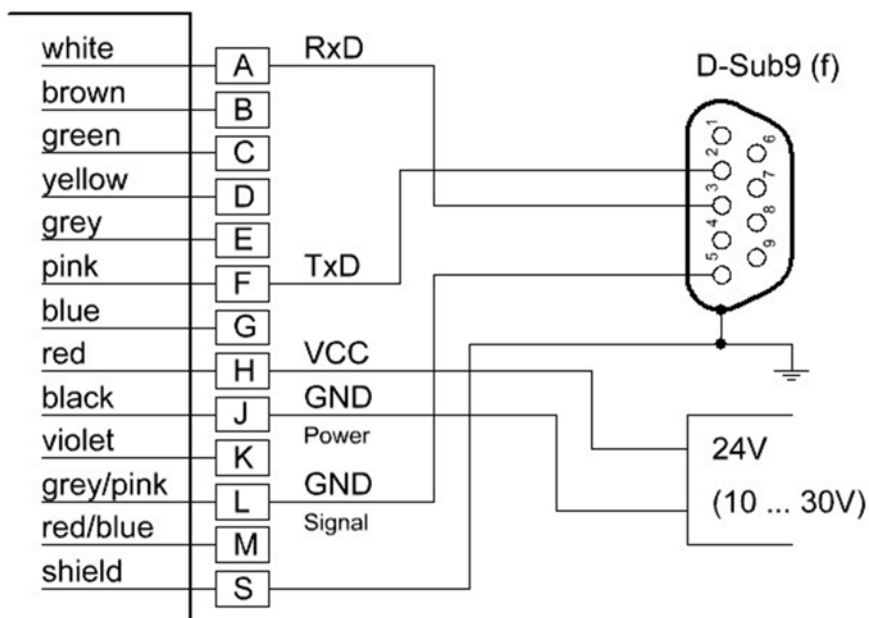 white A RxD
D-Sub9 (f)
brown B
green C
yellow D
grey E
pink F TxD
blue G
red H VCC
black J GND
Power
violet K
grey/pink L GND
Signal
red/blue M
shield S
1
2
3
4
5
6
7
8
9
24V
(10 ... 30V)